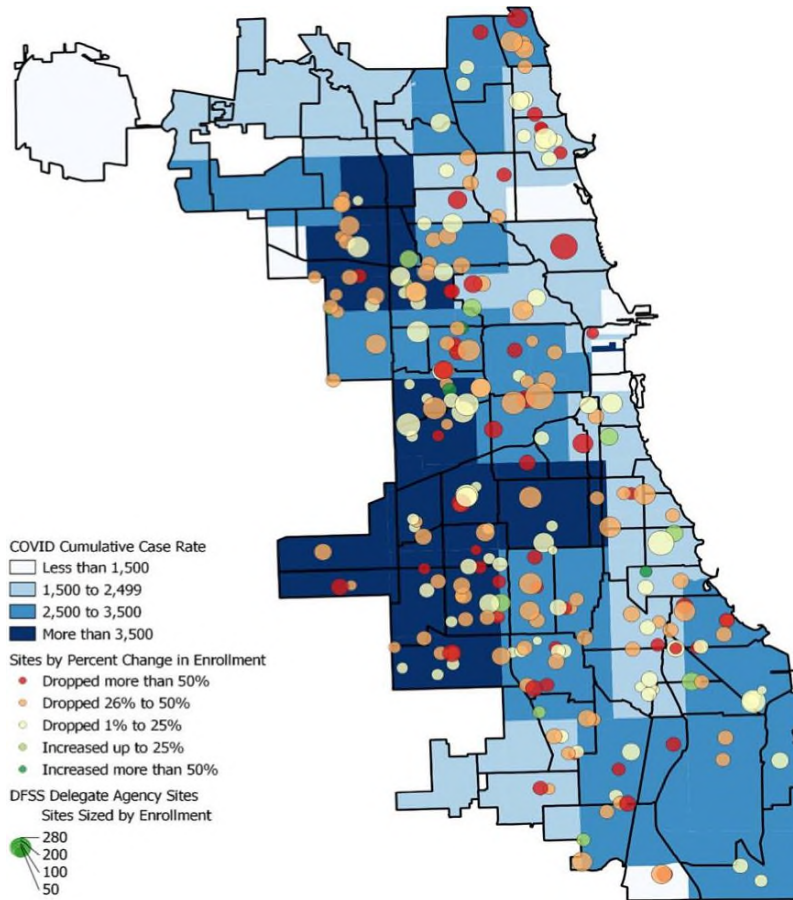 COVID Cumulative Case Rate
Less than 1,500
1,500 to 2,499
2,500 to 3,500
More than 3,500
Sites by Percent Change in Enrollment
Dropped more than 50%
Dropped 26% to 50%
Dropped 1% to 25%
Increased up to 25%
Increased more than 50%
DFSS Delegate Agency Sites
Sites Sized by Enrollment
280
200
100
50